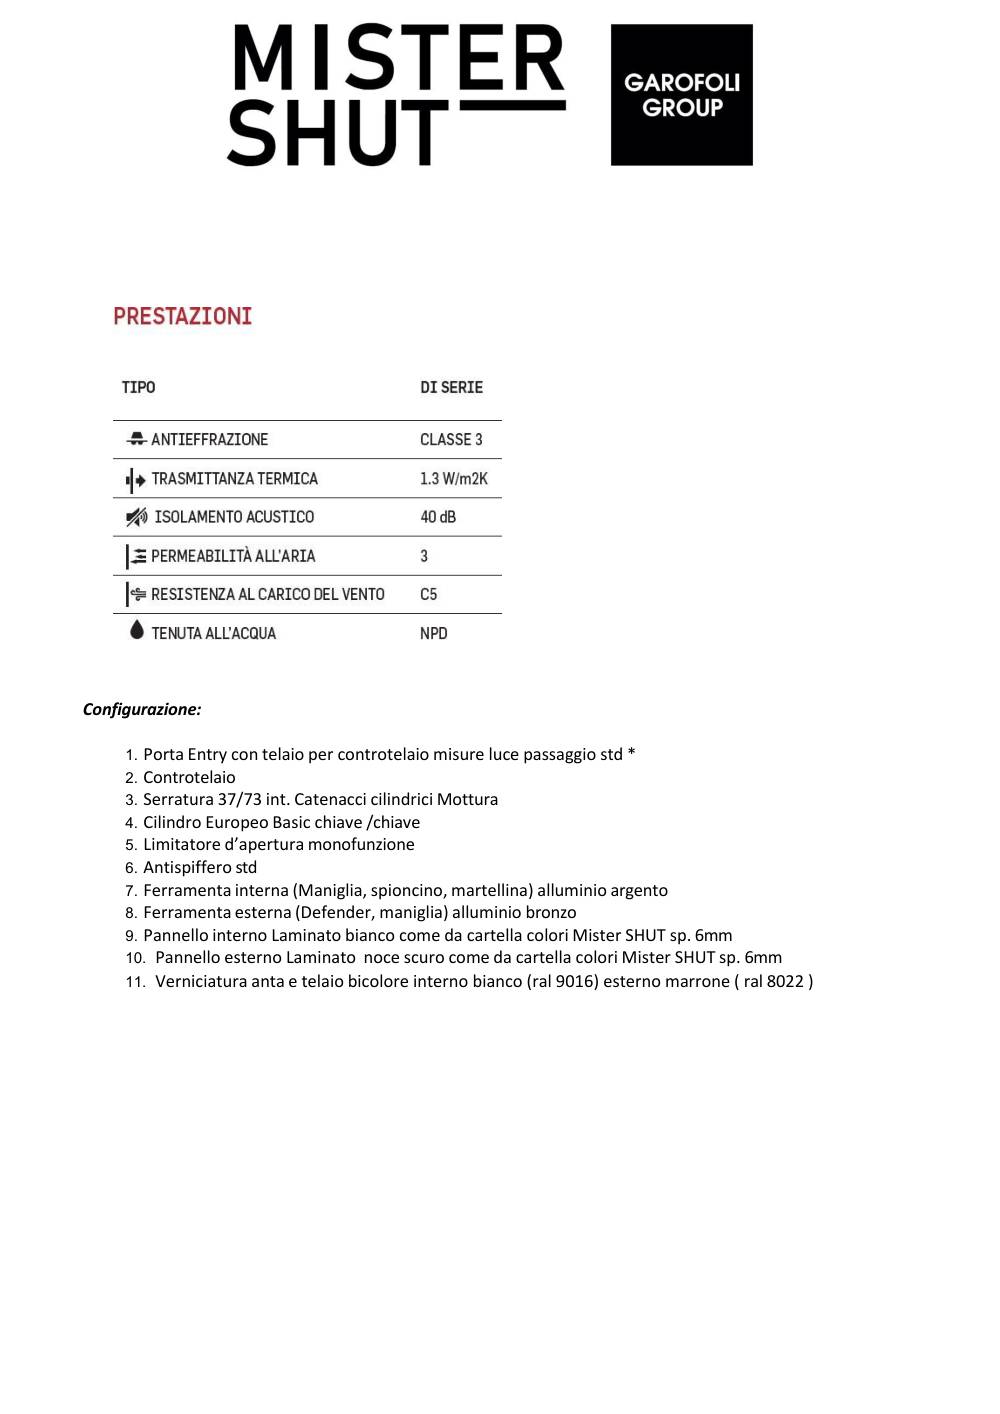 MISTER
SHUT
GAROFOLI
GROUP
PRESTAZIONI
TIPO DI SERIE
ANTIEFFRAZIONE CLASSE 3
TRASMITTANZA TERMICA 1.3 W/m2K
ISOLAMENTO ACUSTICO 40 dB
PERMEABILITÀ ALL'ARIA 3
RESISTENZA AL CARICO DEL VENTO C5
TENUTA ALL'ACQUA NPD
Configurazione:
1. Porta Entry con telaio per controtelaio misure luce passaggio std *
2. Controtelaio
3. Serratura 37/73 int. Catenacci cilindrici Mottura
4. Cilindro Europeo Basic chiave /chiave
5. Limitatore d’apertura monofunzione
6. Antispiffero std
7. Ferramenta interna (Maniglia, spioncino, martellina) alluminio argento
8. Ferramenta esterna (Defender, maniglia) alluminio bronzo
9. Pannello interno Laminato bianco come da cartella colori Mister SHUT sp. 6mm
10. Pannello esterno Laminato  noce scuro come da cartella colori Mister SHUT sp. 6mm
11. Verniciatura anta e telaio bicolore interno bianco (ral 9016) esterno marrone ( ral 8022 )